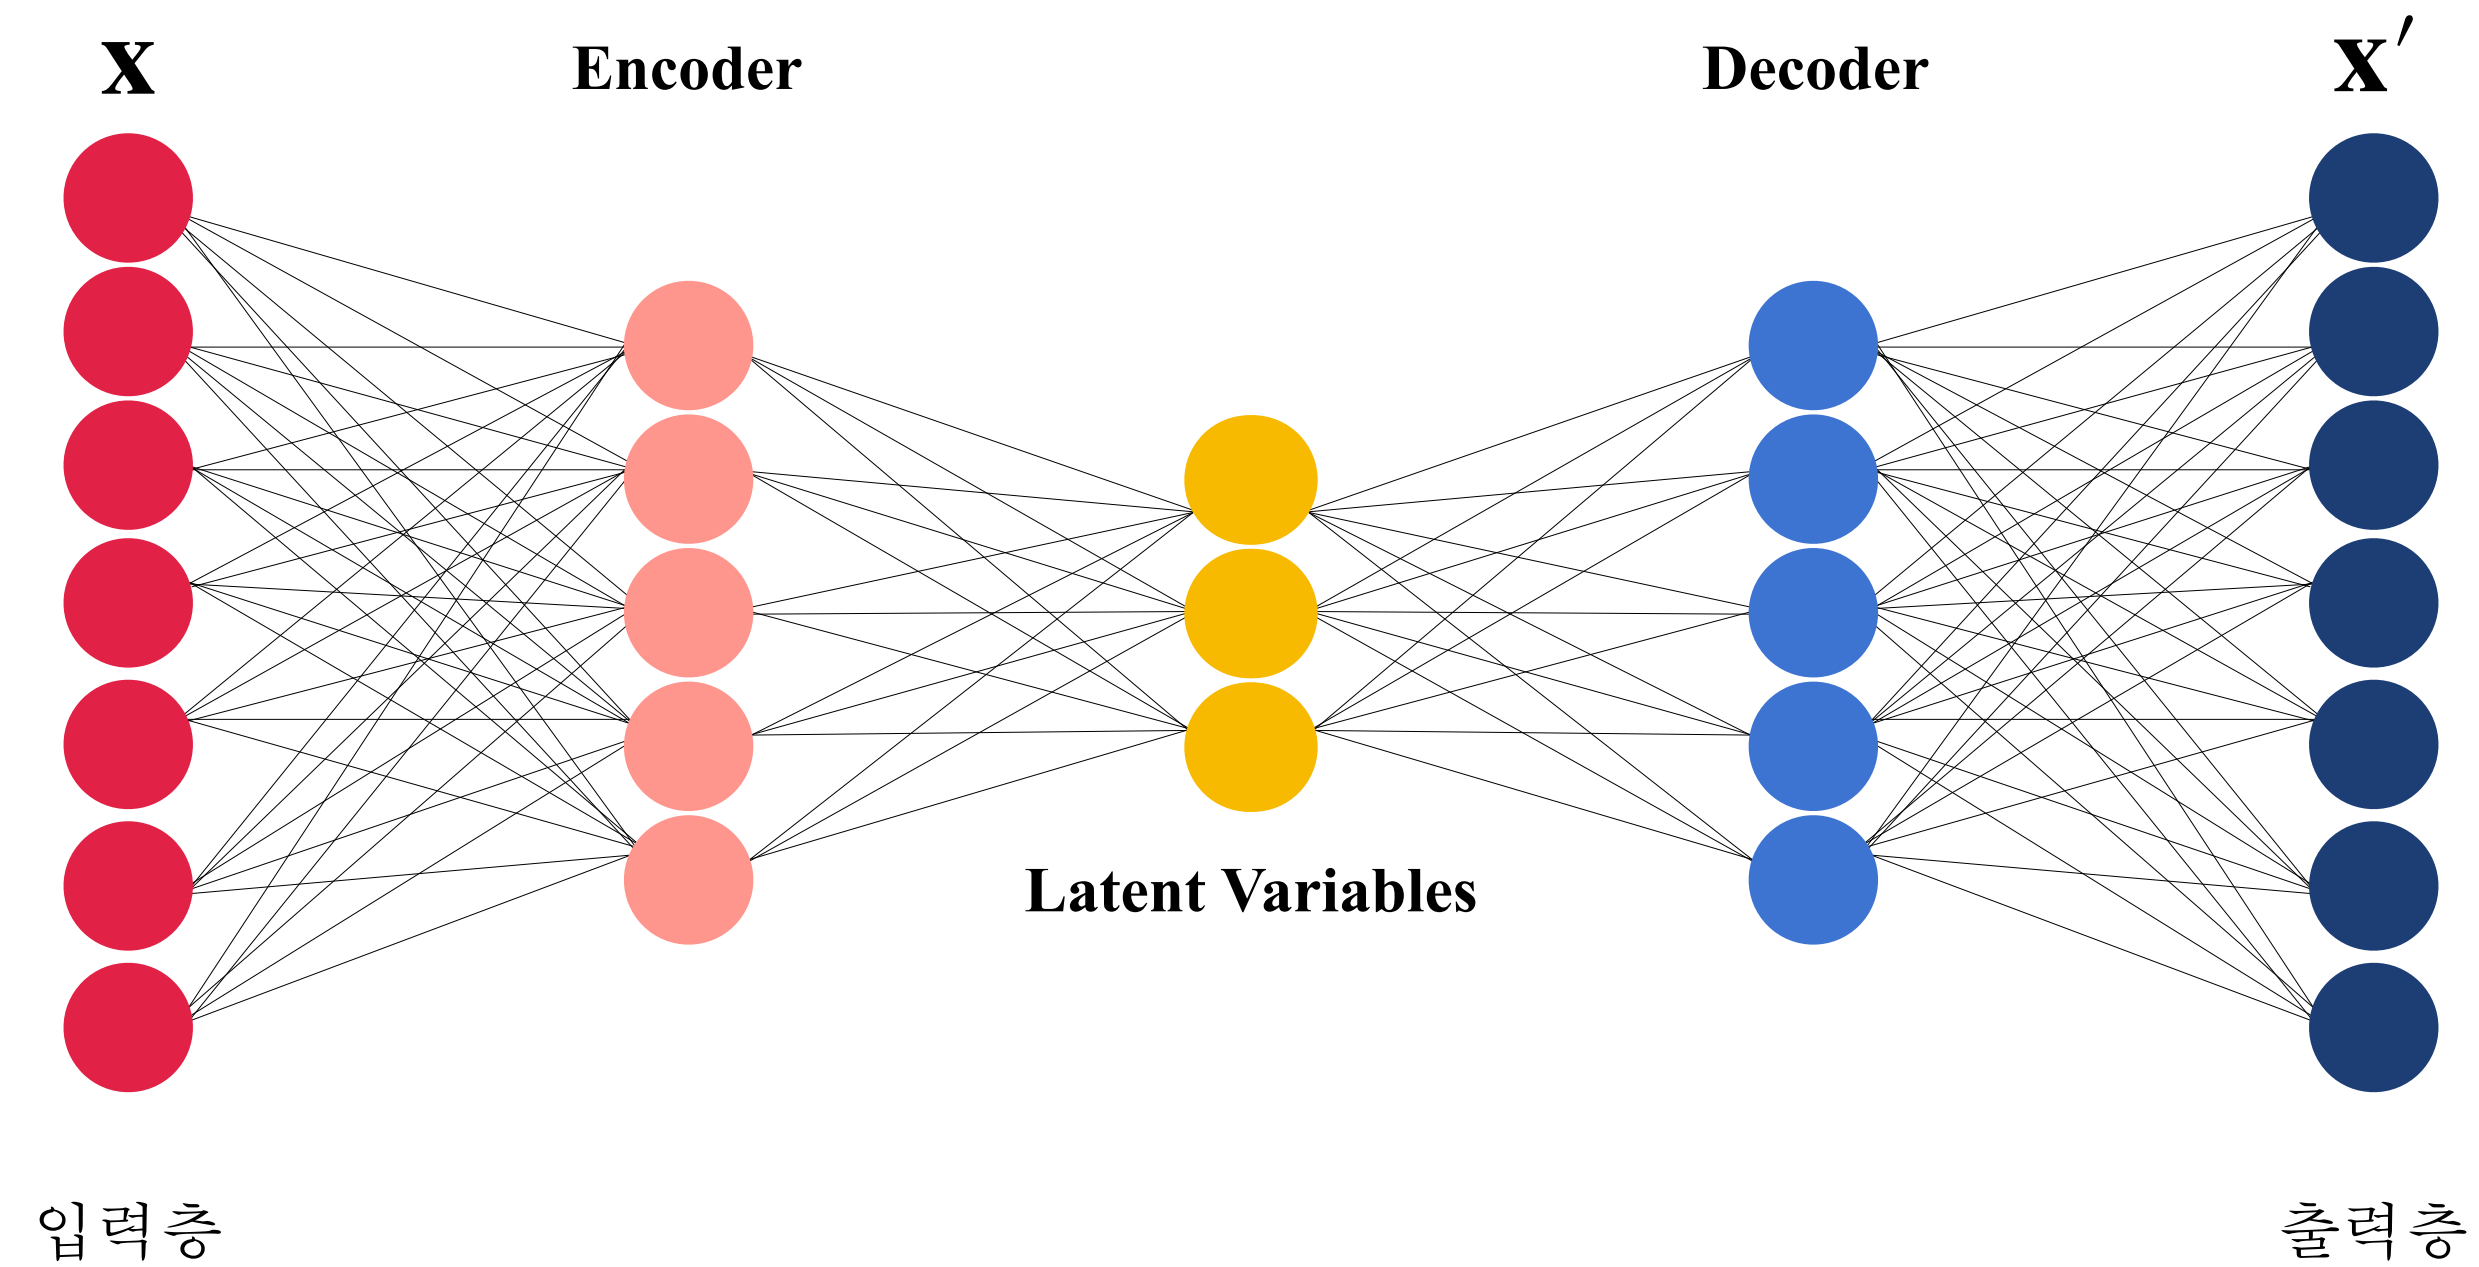 x
Encoder
Decoder
x′
Latent Variables
입력층
출력층